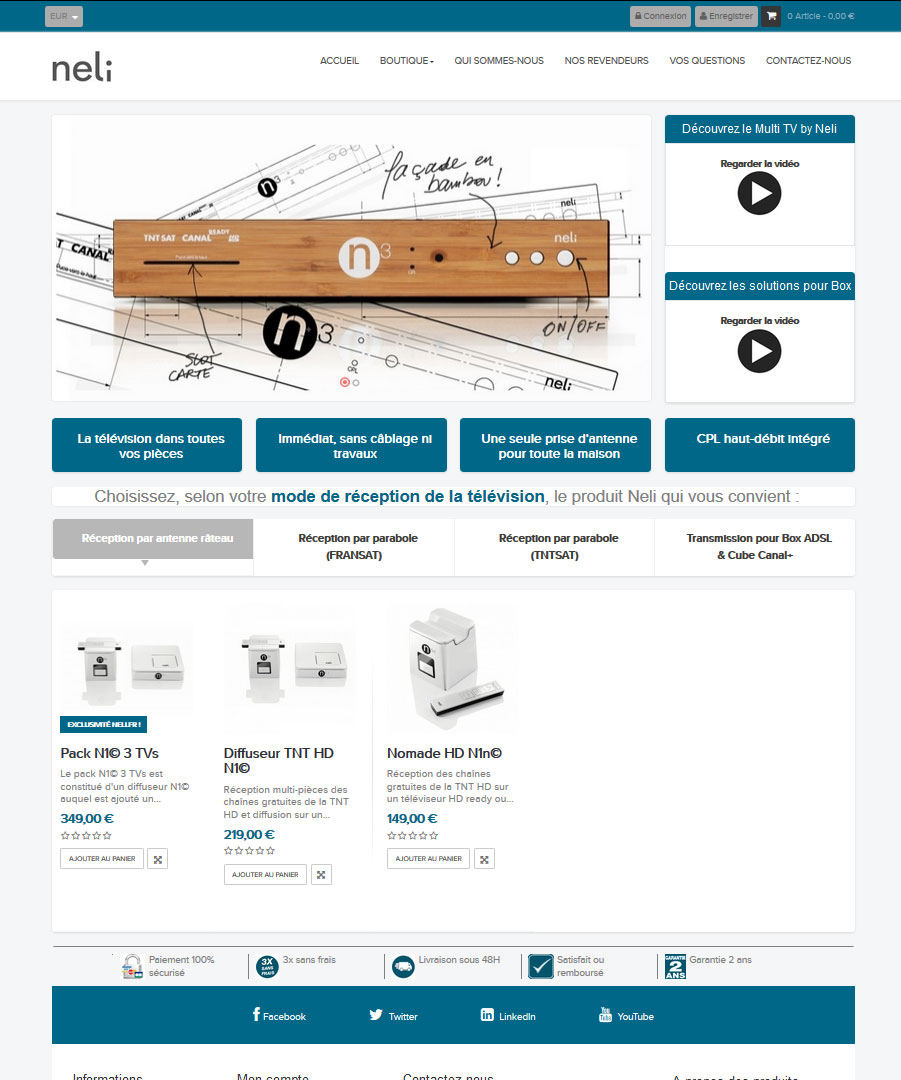 EUR
Connexion
Enregistrer
0 Article - 0,00 €
neli
ACCUEIL
BOUTIQUE
QUI SOMMES-NOUS
NOS REVENDEURS
VOS QUESTIONS
CONTACTEZ-NOUS
façade en
bambou !
n
neli
TNT SAT CANAL READY HD
n3
neli
CANAL
n3
ON/OFF
SLOT
CARTE
neli
Découvrez le Multi TV by Neli
Regarder la vidéo
Découvrez les solutions pour Box
Regarder la vidéo
La télévision dans toutes
vos pièces
Immédiat, sans câblage ni
travaux
Une seule prise d'antenne
pour toute la maison
CPL haut-débit intégré
Choisissez, selon votre mode de réception de la télévision, le produit Neli qui vous convient :
Réception par antenne râteau
Réception par parabole
(FRANSAT)
Réception par parabole
(TNTSAT)
Transmission pour Box ADSL
& Cube Canal+
EXCLUSIVITÉ NELI.FR !
Pack N1© 3 TVs
Le pack N1© 3 TVs est
constitué d'un diffuseur N1©
auquel est ajouté un...
349,00 €
AJOUTER AU PANIER
Diffuseur TNT HD
N1©
Réception multi-pièces des
chaînes gratuites de la TNT
HD et diffusion sur un...
219,00 €
AJOUTER AU PANIER
Nomade HD N1n©
Réception des chaînes
gratuites de la TNT HD sur
un téléviseur HD ready ou...
149,00 €
AJOUTER AU PANIER
Paiement 100%
sécurisé
3X
SANS
FRAIS
3x sans frais
Livraison sous 48H
Satisfait ou
remboursé
GARANTIE
2
ANS
Garantie 2 ans
Facebook
Twitter
LinkedIn
YouTube
Informations
Mon compte
Contactez-nous
A propos des produits